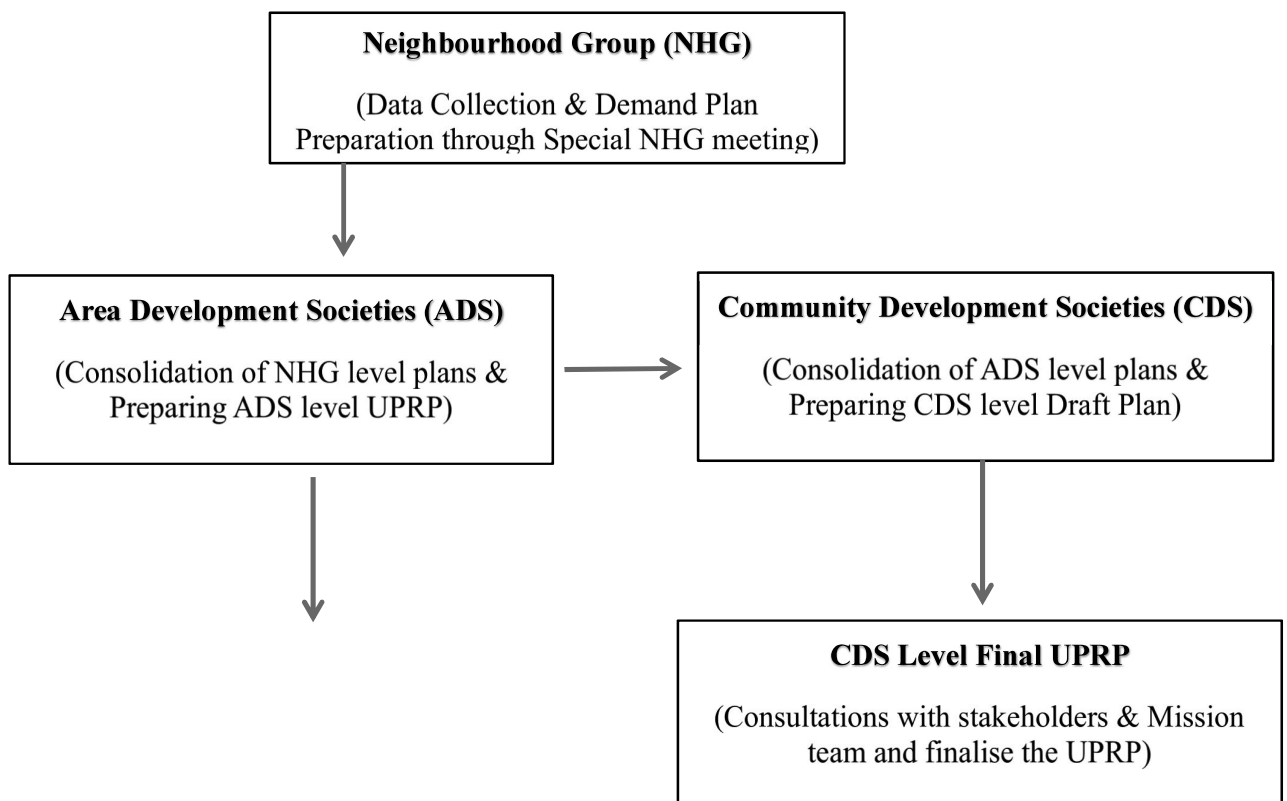 Neighbourhood Group (NHG)
(Data Collection & Demand Plan
Preparation through Special NHG meeting)
Area Development Societies (ADS)
(Consolidation of NHG level plans &
Preparing ADS level UPRP)
Community Development Societies (CDS)
(Consolidation of ADS level plans &
Preparing CDS level Draft Plan)
CDS Level Final UPRP
(Consultations with stakeholders & Mission
team and finalise the UPRP)